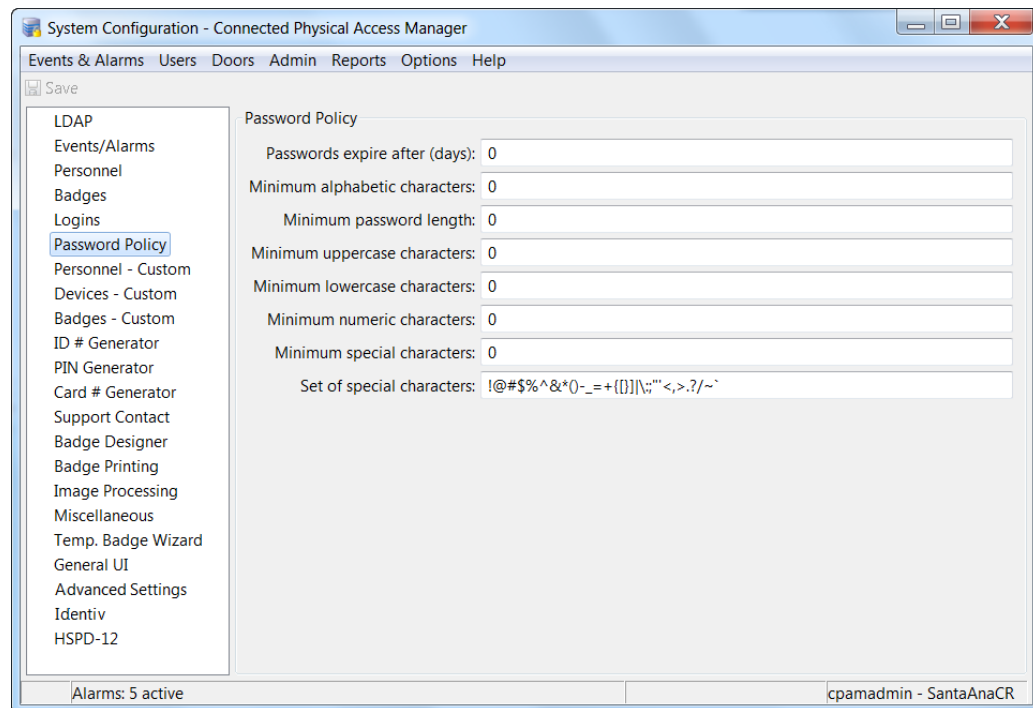 System Configuration - Connected Physical Access Manager
Events & Alarms Users Doors Admin Reports Options Help
Save
LDAP
Events/Alarms
Personnel
Badges
Logins
Password Policy
Personnel - Custom
Devices - Custom
Badges - Custom
ID # Generator
PIN Generator
Card # Generator
Support Contact
Badge Designer
Badge Printing
Image Processing
Miscellaneous
Temp. Badge Wizard
General UI
Advanced Settings
Identiv
HSPD-12
Password Policy
Passwords expire after (days): 0
Minimum alphabetic characters: 0
Minimum password length: 0
Minimum uppercase characters: 0
Minimum lowercase characters: 0
Minimum numeric characters: 0
Minimum special characters: 0
Set of special characters: !@#$%^&*()-_=+{[}]|\:;"'<,>.?/~`
Alarms: 5 active
cpamadmin - SantaAnaCR